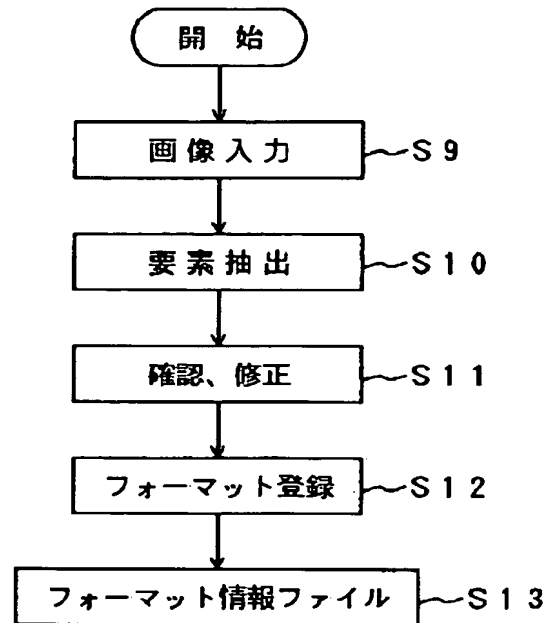 開 始
画像入力 S9
要素抽出 S10
確認、修正 S11
フォーマット登録 S12
フォーマット情報ファイル S13